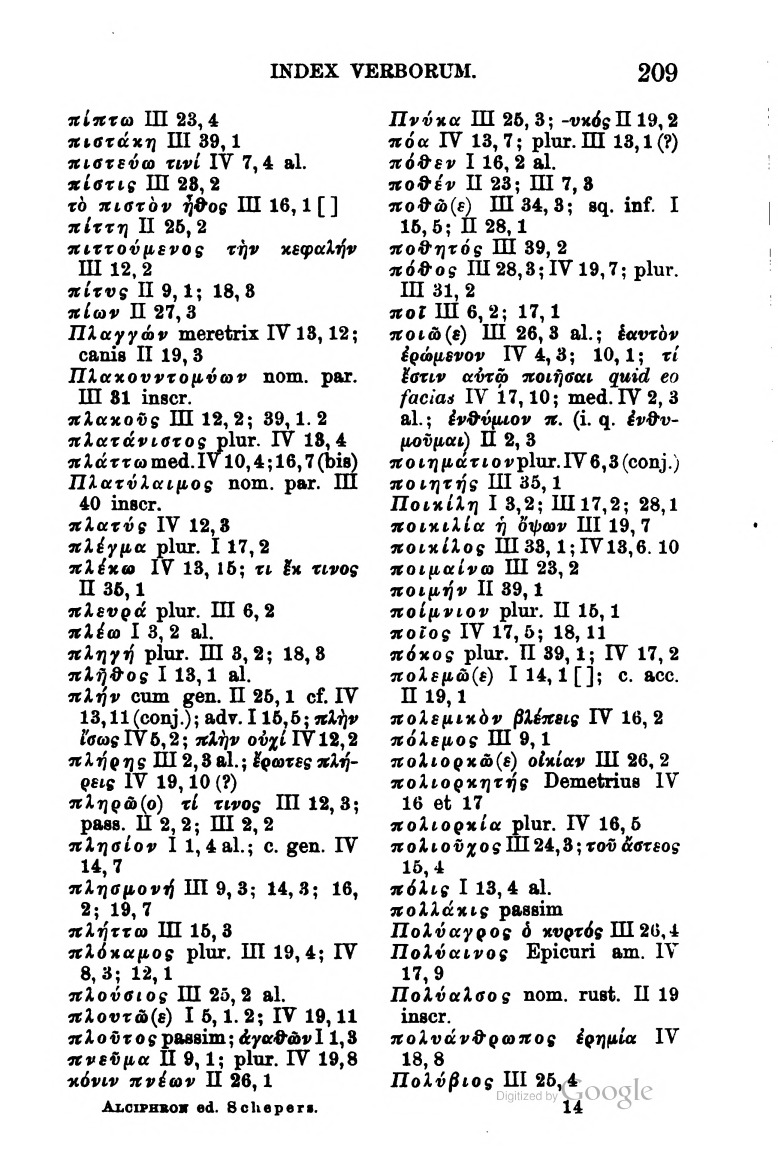 INDEX VERBORUM. 209
πίπτω III 23, 4
πιστάκη III 39, 1
πιστεύω τινί IV 7, 4 al.
πίστις III 28, 2
τὸ πιστὸν ἦθος III 16, 1 [ ]
πίττη II 25, 2
πιττούμενος τὴν κεφαλήν
III 12, 2
πίτυς II 9, 1; 18, 3
πίων II 27, 3
Πλαγγών meretrix IV 13, 12;
canis II 19, 3
Πλακουντομύων nom. par.
III 31 inscr.
πλακοῦς III 12, 2; 39, 1. 2
πλατάνιστος plur. IV 13, 4
πλάττω med. IV 10, 4; 16, 7 (bis)
Πλατύλαιμος nom. par. III
40 inscr.
πλατύς IV 12, 3
πλέγμα plur. I 17, 2
πλέκω IV 13, 15; τι ἔκ τινος
II 35, 1
πλευρά plur. III 6, 2
πλέω I 3, 2 al.
πληγή plur. III 3, 2; 18, 3
πλῆθος I 13, 1 al.
πλήν cum gen. II 25, 1 cf. IV
13, 11 (conj.); adv. I 15, 5; πλὴν
ἴσως IV 5, 2; πλὴν οὐχί IV 12, 2
πλήρης III 2, 3 al.; ἔρωτες πλή-
ρεις IV 19, 10 (?)
πληρῶ(ο) τί τινος III 12, 3;
pass. II 2, 2; III 2, 2
πλησίον I 1, 4 al.; c. gen. IV
14, 7
πλησμονή III 9, 3; 14, 3; 16,
2; 19, 7
πλήττω III 15, 3
πλόκαμος plur. III 19, 4; IV
8, 3; 12, 1
πλούσιος III 25, 2 al.
πλουτῶ(ε) I 5, 1. 2; IV 19, 11
πλοῦτος passim; ἀγαθῶν I 1, 3
πνεῦμα II 9, 1; plur. IV 19, 8
κόνιν πνέων II 26, 1
ALCIPHRON ed. Schepers.
Πνύκα III 25, 3; -υκός II 19, 2
πόα IV 13, 7; plur. III 13, 1 (?)
πόθεν I 16, 2 al.
ποθέν II 23; III 7, 3
ποθῶ(ε) III 34, 3; sq. inf. I
15, 5; II 28, 1
ποθητός III 39, 2
πόθος III 28, 3; IV 19, 7; plur.
III 31, 2
ποῖ III 6, 2; 17, 1
ποιῶ(ε) III 26, 3 al.; ἑαυτὸν
ἐρώμενον IV 4, 3; 10, 1; τί
ἔστιν αὐτῷ ποιῆσαι quid eo
facias IV 17, 10; med. IV 2, 3
al.; ἐνθύμιον π. (i. q. ἐνθυ-
μοῦμαι) II 2, 3
ποιημάτιον plur. IV 6, 3 (conj.)
ποιητής III 35, 1
Ποικίλη I 3, 2; III 17, 2; 28, 1
ποικιλία ἡ ὄψων III 19, 7
ποικίλος III 33, 1; IV 13, 6. 10
ποιμαίνω III 23, 2
ποιμήν II 39, 1
ποίμνιον plur. II 15, 1
ποῖος IV 17, 5; 18, 11
πόκος plur. II 39, 1; IV 17, 2
πολεμῶ(ε) I 14, 1 [ ]; c. acc.
II 19, 1
πολεμικὸν βλέπεις IV 16, 2
πόλεμος III 9, 1
πολιορκῶ(ε) οἰκίαν III 26, 2
πολιορκητής Demetrius IV
16 et 17
πολιορκία plur. IV 16, 5
πολιοῦχος III 24, 3; τοῦ ἄστεος
15, 4
πόλις I 13, 4 al.
πολλάκις passim
Πολύαγρος ὁ κυρτός III 26, 4
Πολύαινος Epicuri am. IV
17, 9
Πολύαλσος nom. rust. II 19
inscr.
πολυάνθρωπος ἐρημία IV
18, 8
Πολύβιος III 25, 4
14
Digitized by Google